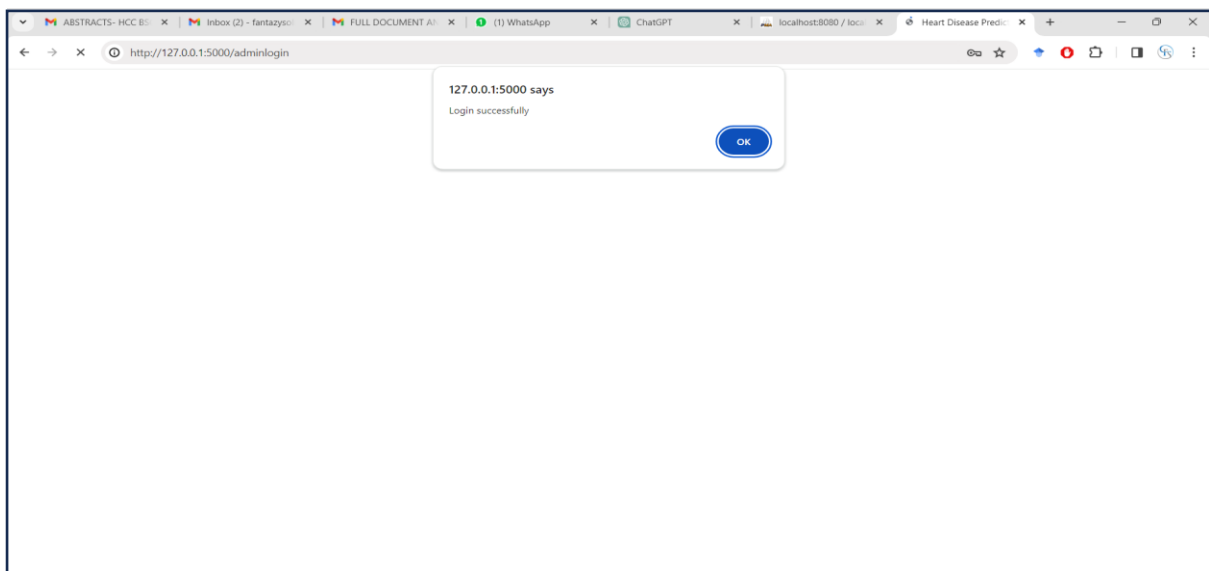 ABSTRACTS- HCC BS
Inbox (2) - fantazyso
FULL DOCUMENT A
(1) WhatsApp
ChatGPT
localhost:8080 / loca
Heart Disease Predic
http://127.0.0.1:5000/adminlogin
127.0.0.1:5000 says
Login successfully
OK